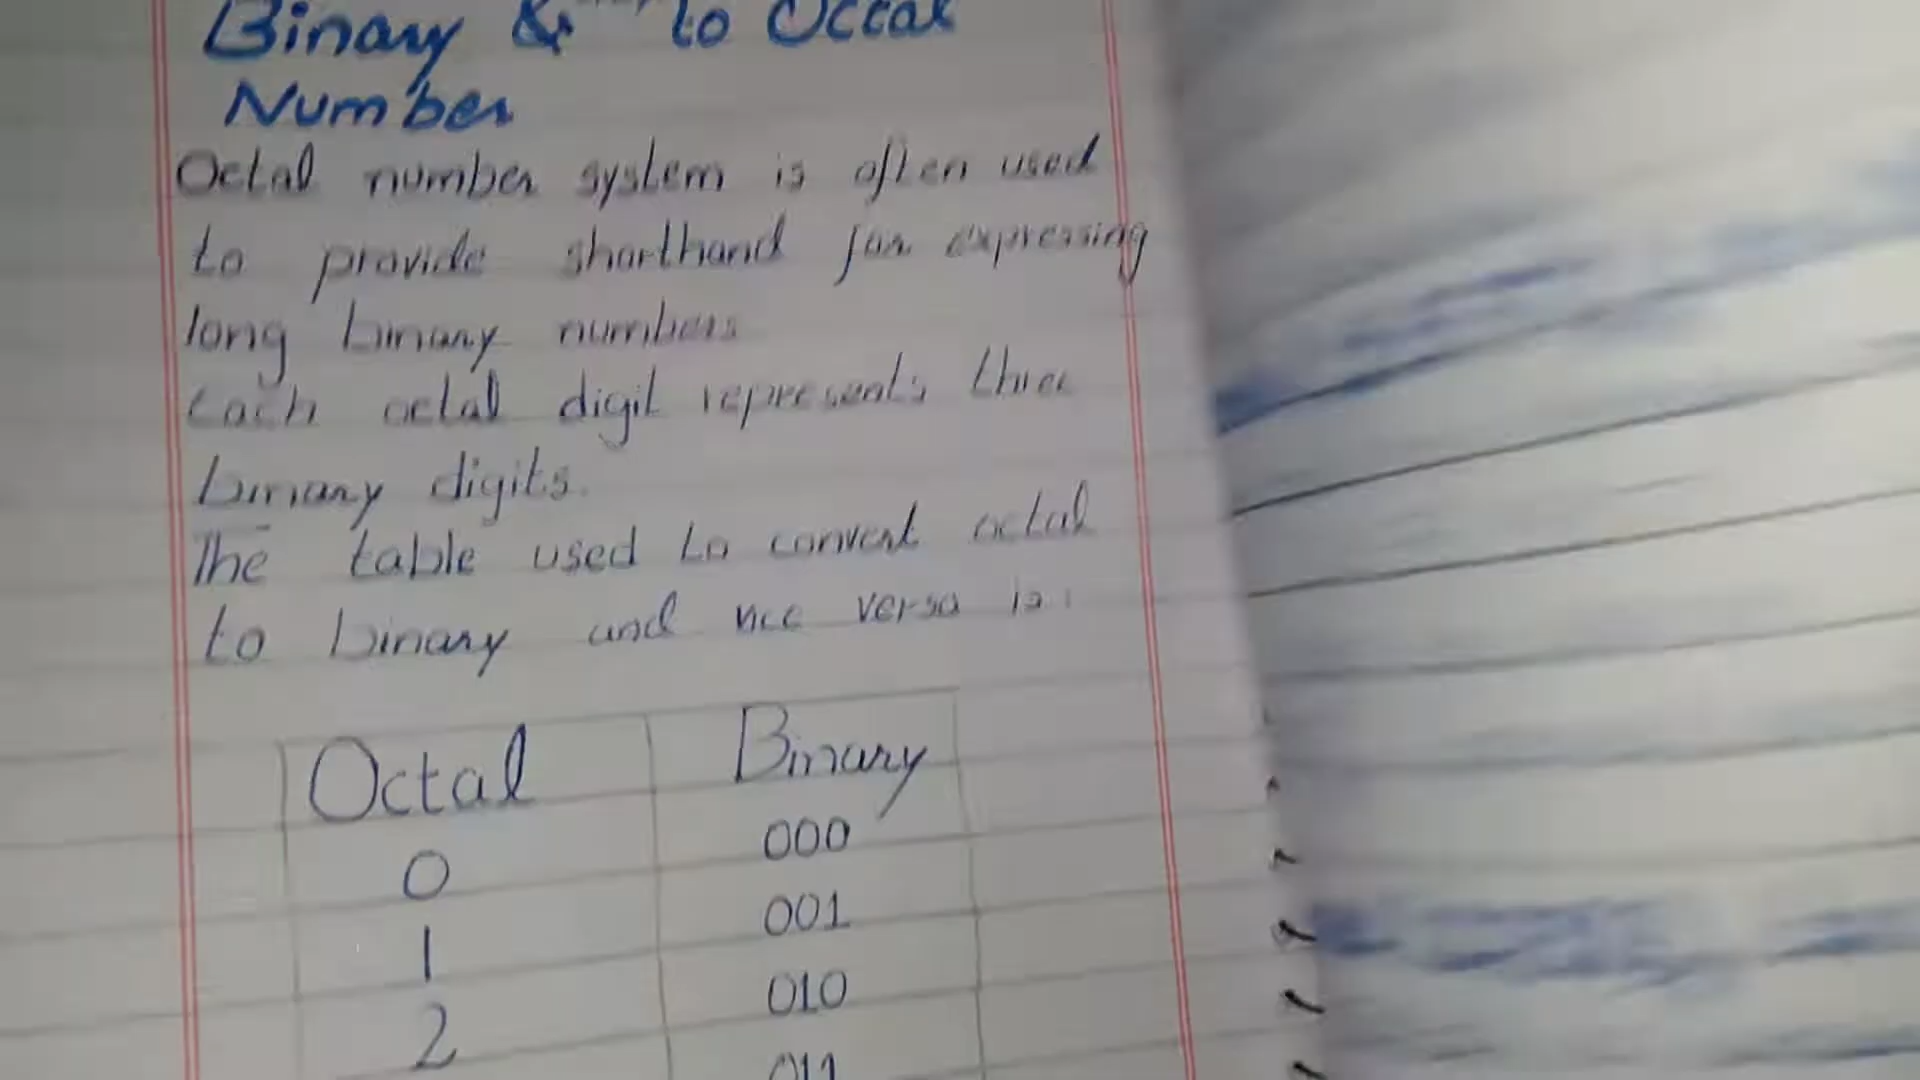 Binary & to Octal
Number
Octal number system is often used
to provide shorthand for expressing
long binary numbers
Each octal digit represents three
binary digits.
The table used to convert octal
to binary and vice versa is:
Octal Binary
0 000
1 001
2 010
011